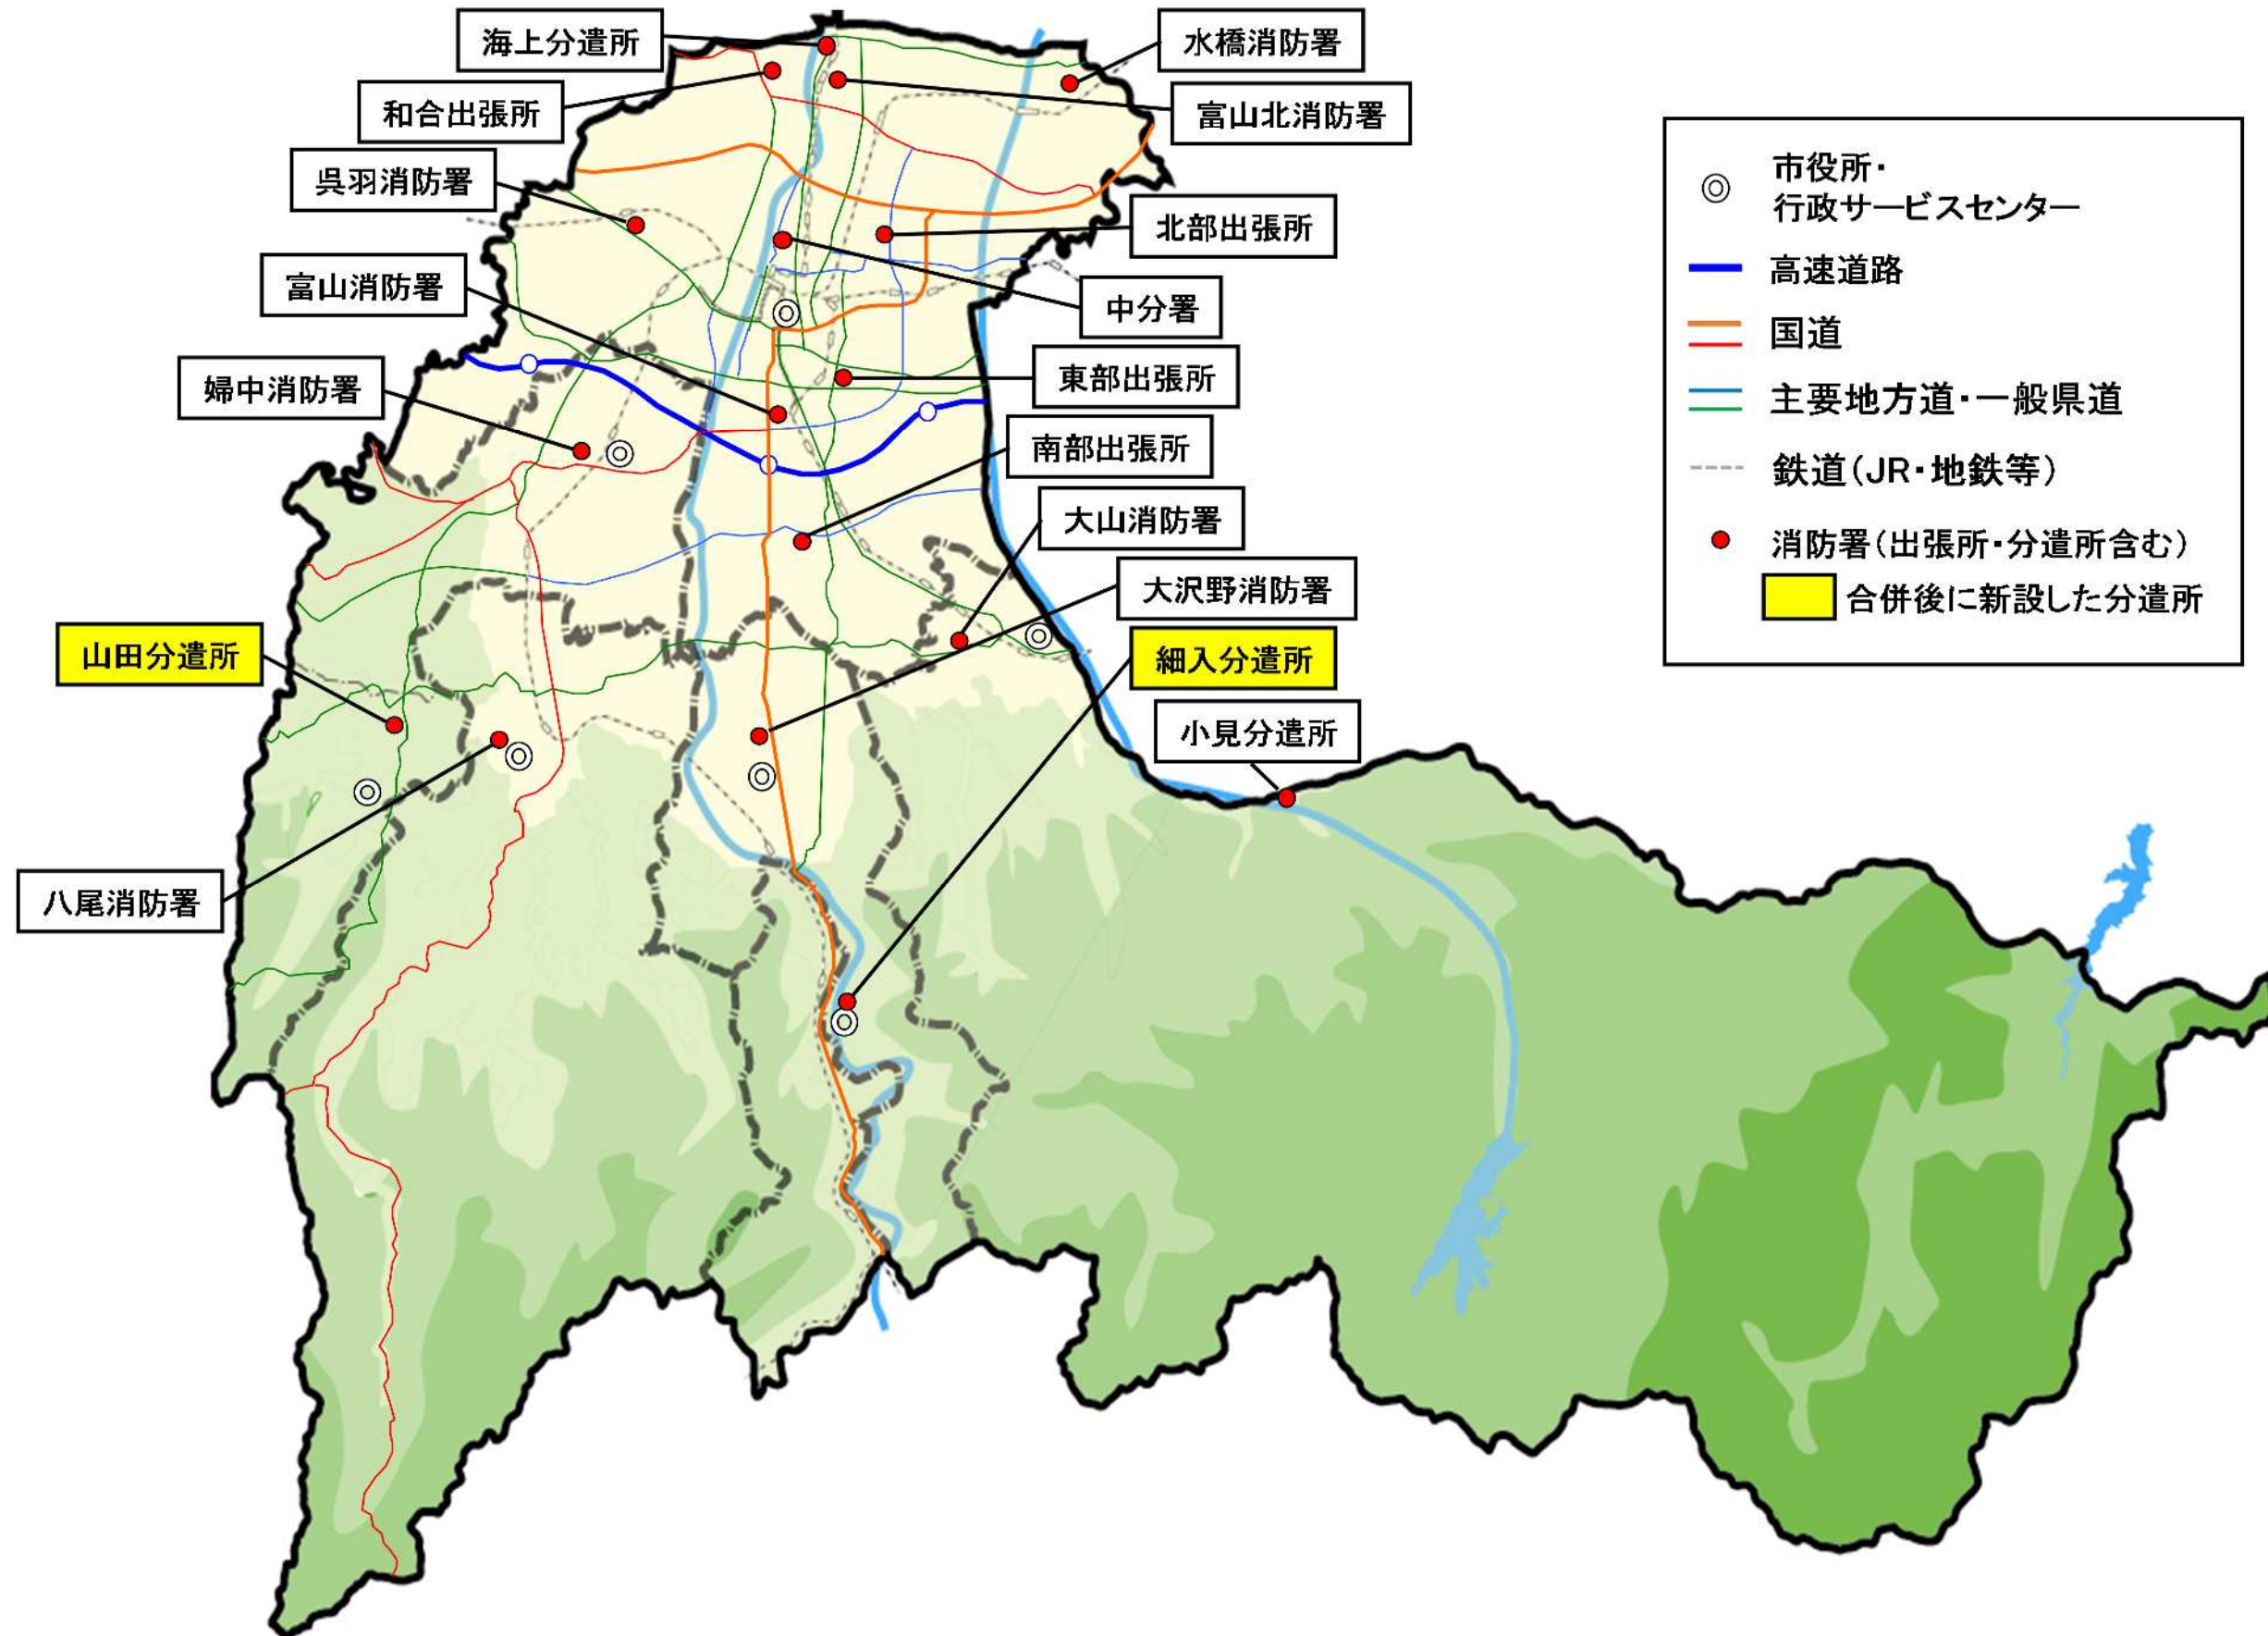 海上分遣所
水橋消防署
和合出張所
富山北消防署
呉羽消防署
北部出張所
富山消防署
中分署
婦中消防署
東部出張所
南部出張所
大山消防署
大沢野消防署
山田分遣所
細入分遣所
小見分遣所
八尾消防署
市役所・
行政サービスセンター
高速道路
国道
主要地方道・一般県道
鉄道(JR・地鉄等)
消防署(出張所・分遣所含む)
合併後に新設した分遣所